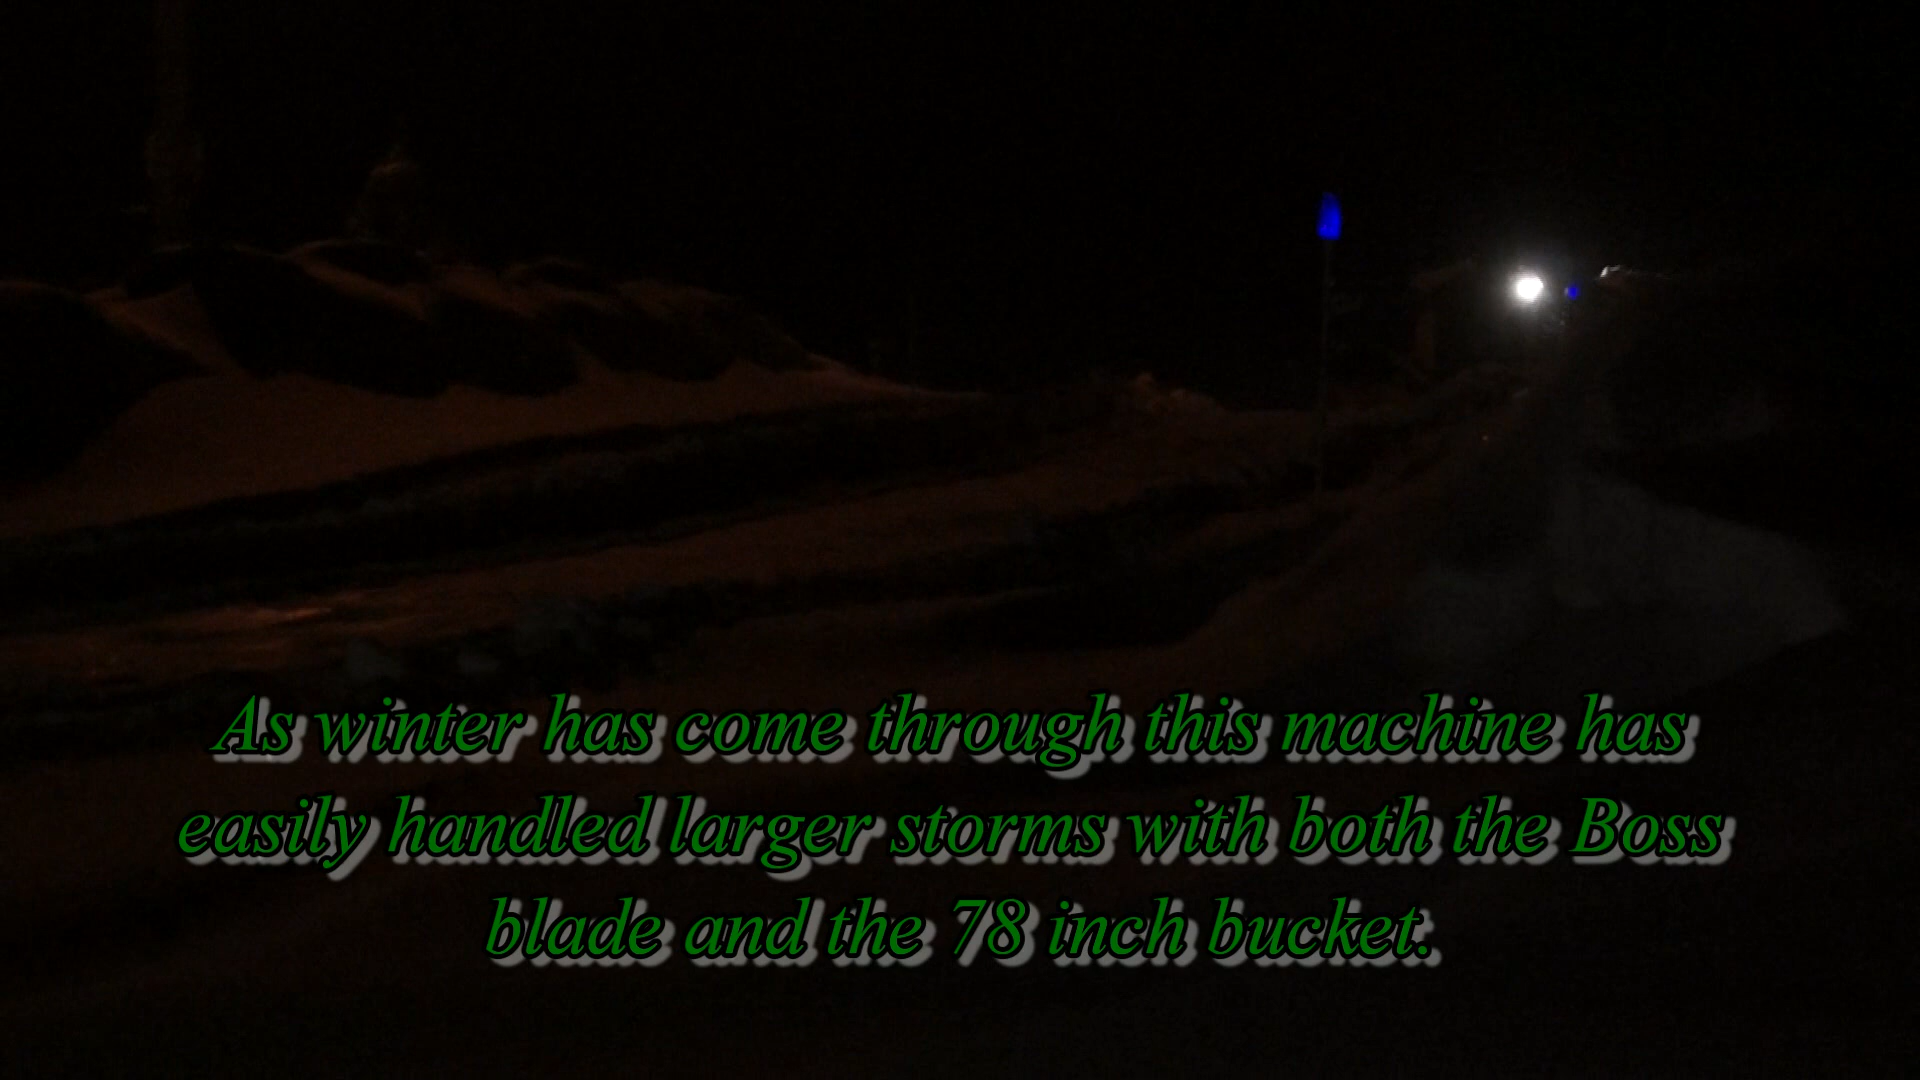 As winter has come through this machine has
easily handled larger storms with both the Boss
blade and the 78 inch bucket.